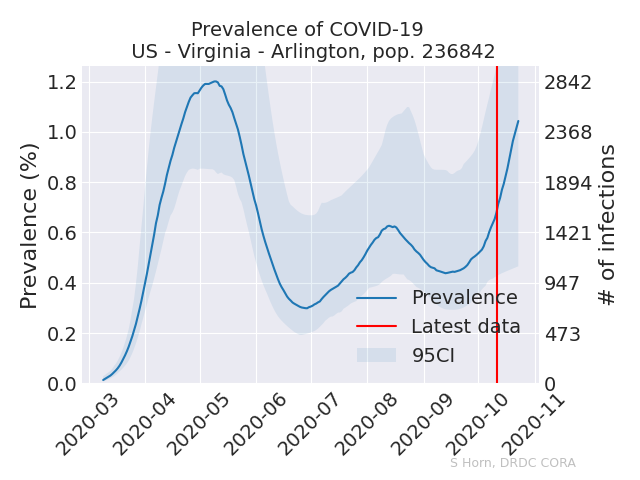 Prevalence of COVID-19
US - Virginia - Arlington, pop. 236842
Prevalence (%)
1.2
1.0
0.8
0.6
0.4
0.2
0.0
2842
2368
1894
1421
947
473
0
# of infections
Prevalence
Latest data
95CI
2020-03
2020-04
2020-05
2020-06
2020-07
2020-08
2020-09
2020-10
2020-11
S Horn, DRDC CORA